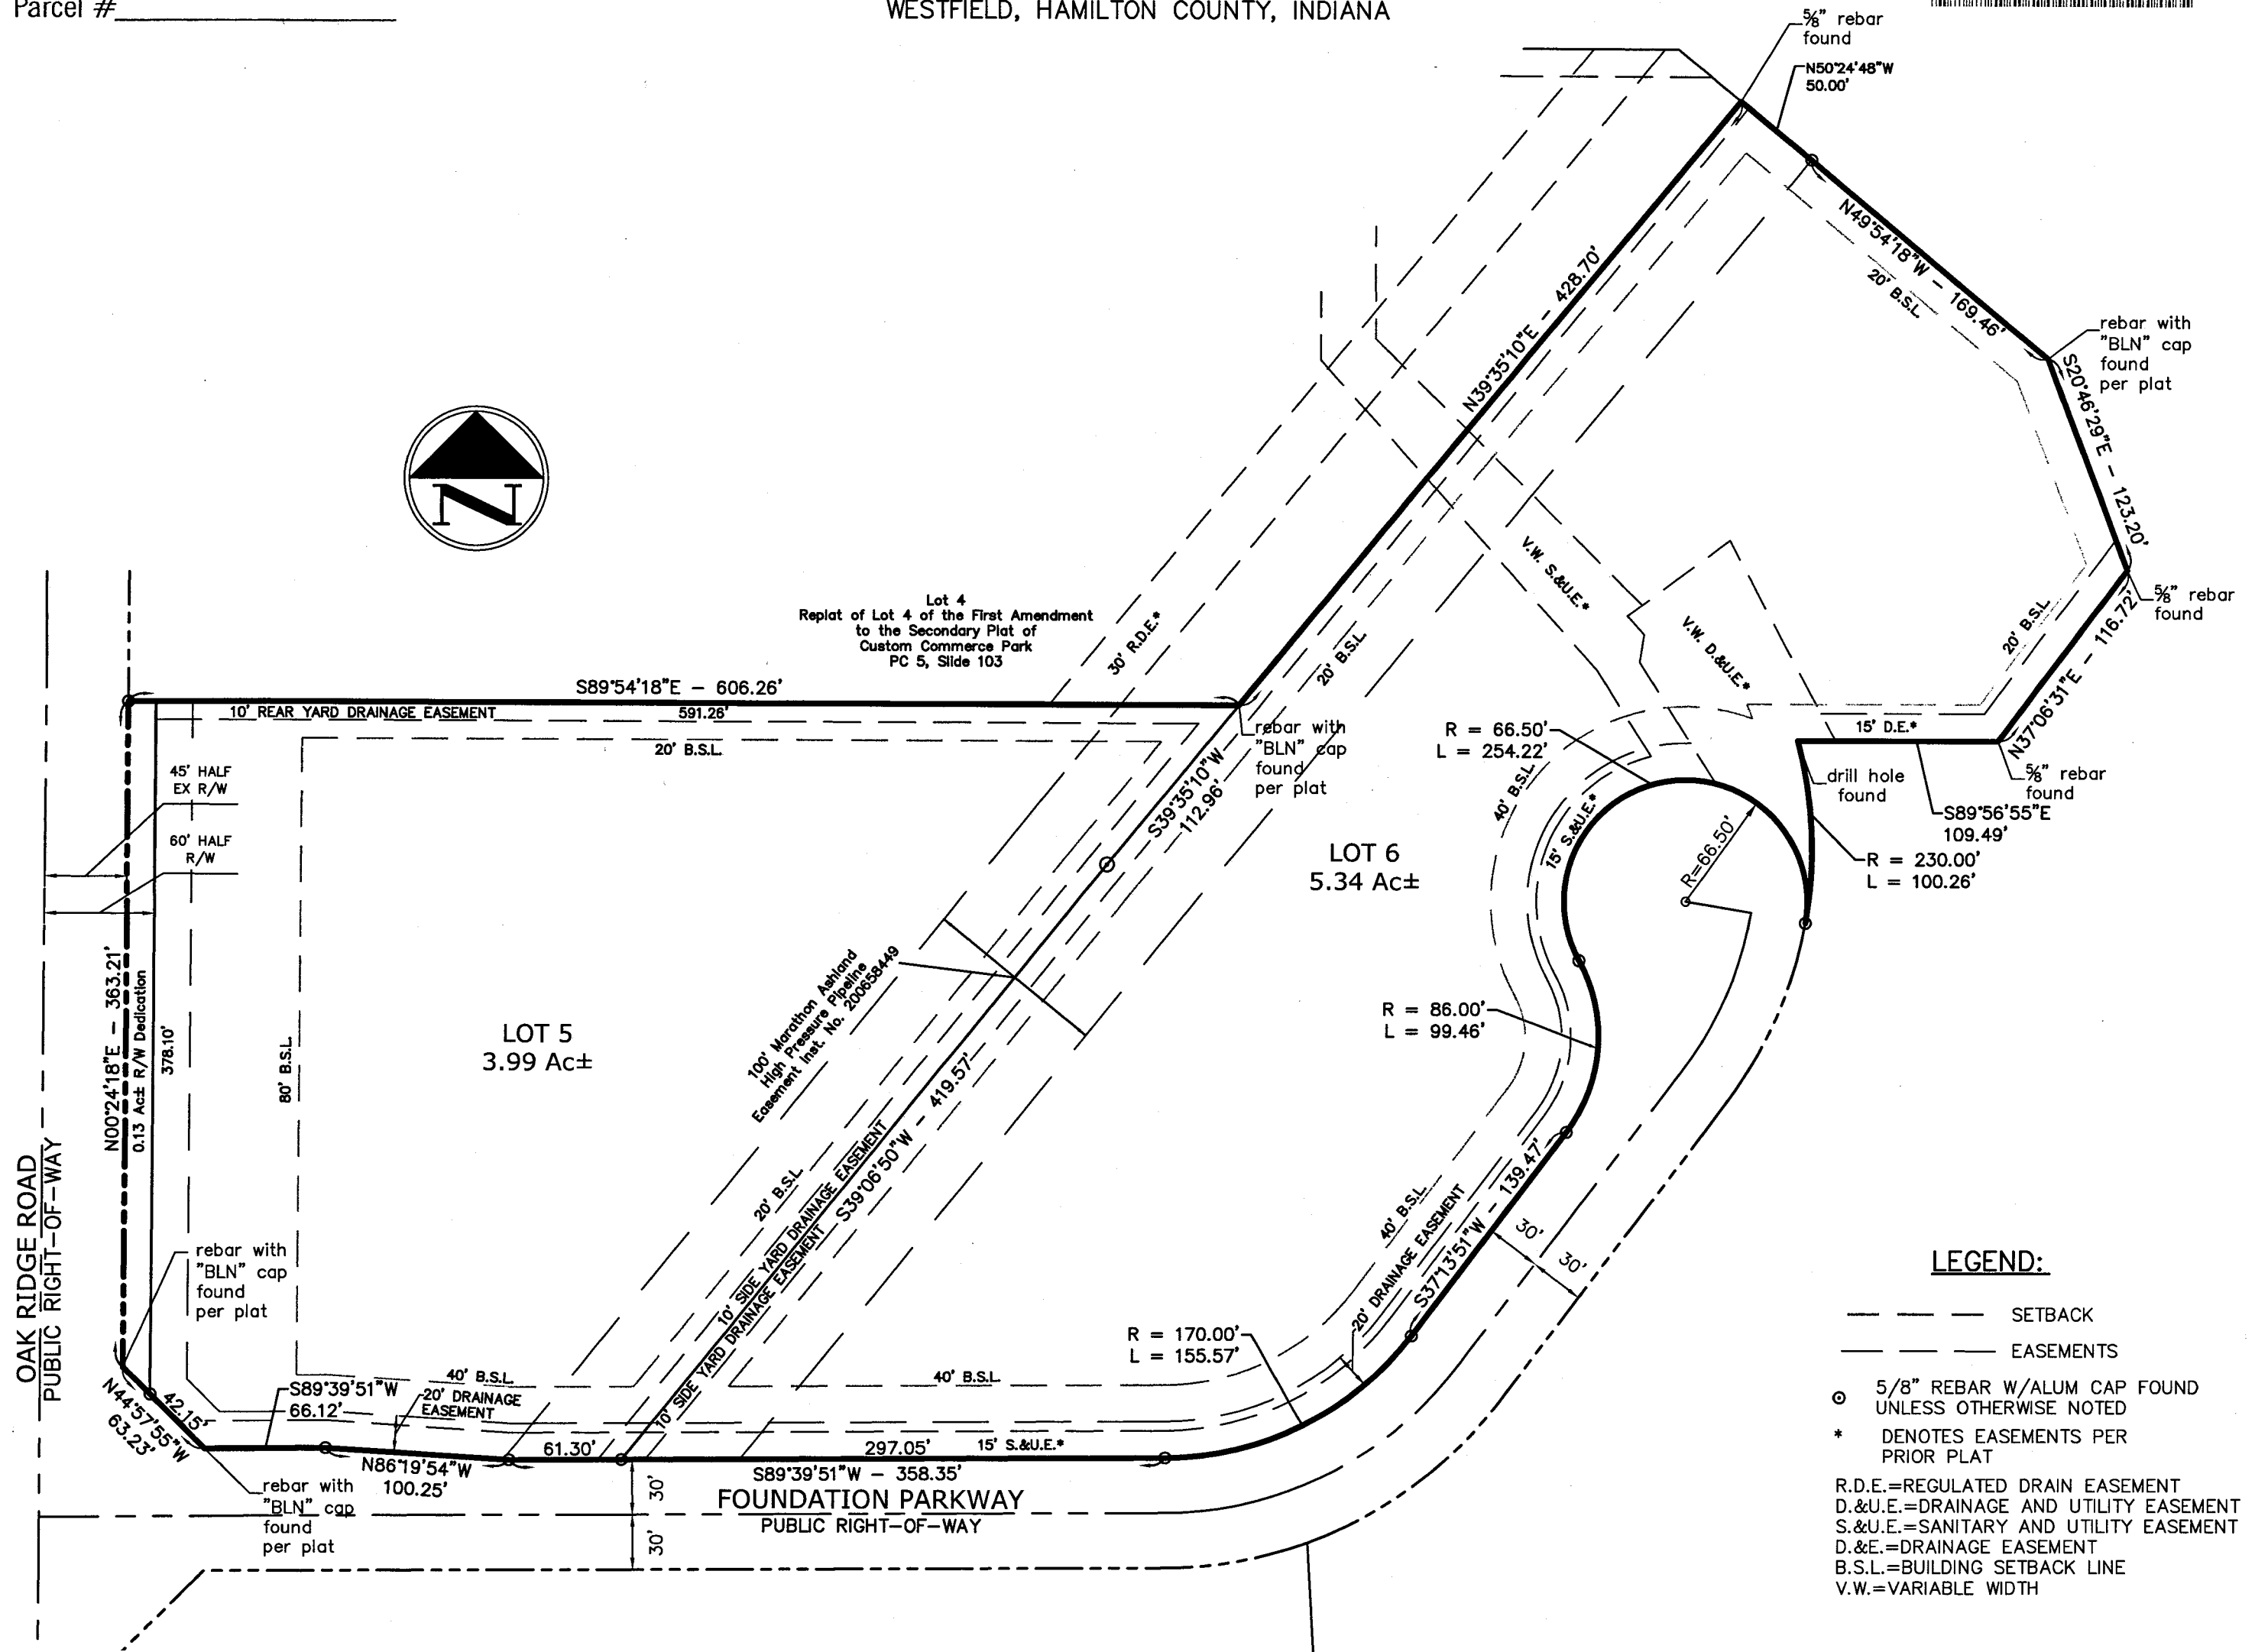 Parcel #
WESTFIELD, HAMILTON COUNTY, INDIANA
5/8" rebar
found
N50°24'48"W
50.00'
N49°54'18"W - 169.46'
20' B.S.L.
rebar with
"BLN" cap
found
per plat
S20°46'29"E - 123.20'
N39°35'10"E - 428.70'
N
V.W. S.&U.E.*
V.W. D.&U.E.*
5/8" rebar
found
20' B.S.L.
N37°06'31"E - 116.72'
Lot 4
Replat of Lot 4 of the First Amendment
to the Secondary Plat of
Custom Commerce Park
PC 5, Slide 103
30' R.D.E.*
20' B.S.L.
S89°54'18"E - 606.26'
10' REAR YARD DRAINAGE EASEMENT
591.26'
20' B.S.L.
rebar with
"BLN" cap
found
per plat
R = 66.50'
L = 254.22'
15' D.E.*
drill hole
found
5/8" rebar
found
S89°56'55"E
109.49'
45' HALF
EX R/W
60' HALF
R/W
S39°35'10"W
112.96'
40' B.S.L.
15' S.&U.E.*
R=66.50'
R = 230.00'
L = 100.26'
LOT 6
5.34 Ac±
N00°24'18"E - 363.21'
0.13 Ac± R/W Dedication
378.10'
80' B.S.L.
LOT 5
3.99 Ac±
100' Marathon Ashland
High Pressure Pipeline
Easement Inst. No. 200658449
R = 86.00'
L = 99.46'
20' B.S.L.
10' SIDE YARD DRAINAGE EASEMENT
10' SIDE YARD DRAINAGE EASEMENT
S39°06'50"W - 419.57'
40' B.S.L.
20' DRAINAGE EASEMENT
S37°13'51"W - 139.47'
30'
30'
OAK RIDGE ROAD
PUBLIC RIGHT-OF-WAY
rebar with
"BLN" cap
found
per plat
R = 170.00'
L = 155.57'
N44°57'55"W
63.23'
42.15'
S89°39'51"W
66.12'
40' B.S.L.
20' DRAINAGE
EASEMENT
40' B.S.L.
N86°19'54"W
100.25'
61.30'
297.05'
15' S.&U.E.*
S89°39'51"W - 358.35'
rebar with
"BLN" cap
found
per plat
30'
30'
FOUNDATION PARKWAY
PUBLIC RIGHT-OF-WAY
LEGEND:
SETBACK
EASEMENTS
5/8" REBAR W/ALUM CAP FOUND
UNLESS OTHERWISE NOTED
* DENOTES EASEMENTS PER
PRIOR PLAT
R.D.E.=REGULATED DRAIN EASEMENT
D.&U.E.=DRAINAGE AND UTILITY EASEMENT
S.&U.E.=SANITARY AND UTILITY EASEMENT
D.&E.=DRAINAGE EASEMENT
B.S.L.=BUILDING SETBACK LINE
V.W.=VARIABLE WIDTH